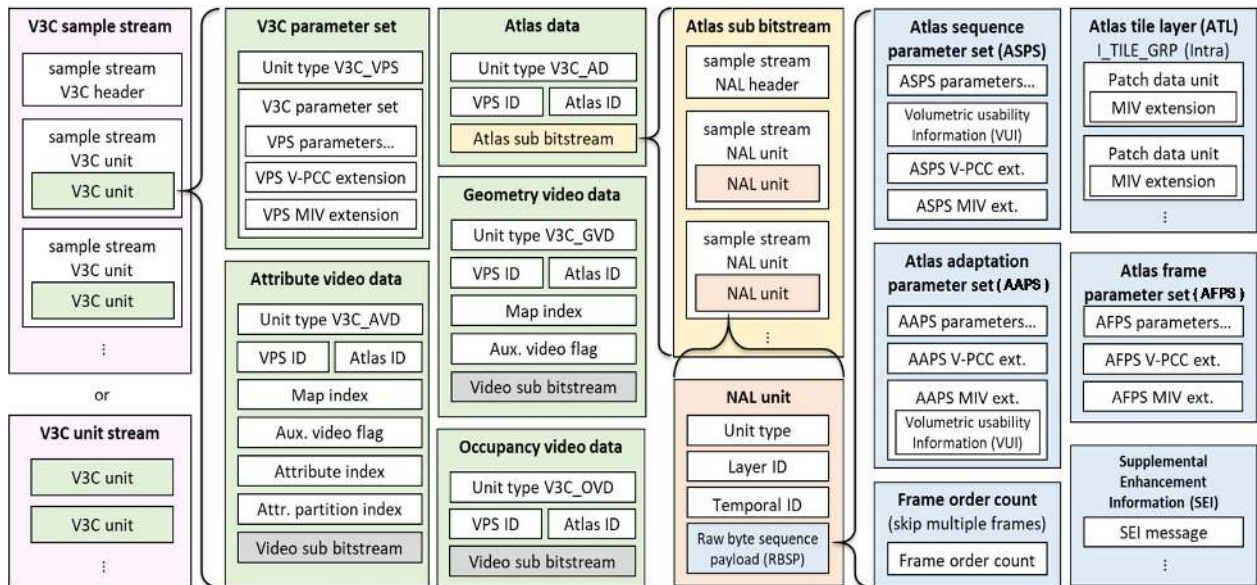 V3C sample stream
sample stream
V3C header
sample stream
V3C unit
V3C unit
sample stream
V3C unit
V3C unit
⋮
or
V3C unit stream
V3C unit
V3C unit
⋮
V3C parameter set
Unit type V3C_VPS
V3C parameter set
VPS parameters...
VPS V-PCC extension
VPS MIV extension
Attribute video data
Unit type V3C_AVD
VPS ID
Atlas ID
Map index
Aux. video flag
Attribute index
Attr. partition index
Video sub bitstream
Atlas data
Unit type V3C_AD
VPS ID
Atlas ID
Atlas sub bitstream
Geometry video data
Unit type V3C_GVD
VPS ID
Atlas ID
Map index
Aux. video flag
Video sub bitstream
Occupancy video data
Unit type V3C_OVD
VPS ID
Atlas ID
Video sub bitstream
Atlas sub bitstream
sample stream
NAL header
sample stream
NAL unit
NAL unit
sample stream
NAL unit
NAL unit
⋮
NAL unit
Unit type
Layer ID
Temporal ID
Raw byte sequence
payload (RBSP)
Atlas sequence
parameter set (ASPS)
ASPS parameters...
Volumetric usability
Information (VUI)
ASPS V-PCC ext.
ASPS MIV ext.
Atlas adaptation
parameter set(AAPS)
AAPS parameters...
AAPS V-PCC ext.
AAPS MIV ext.
Volumetric usability
Information (VUI)
Frame order count
(skip multiple frames)
Frame order count
Atlas tile layer (ATL)
I_TILE_GRP (Intra)
Patch data unit
MIV extension
Patch data unit
MIV extension
⋮
Atlas frame
parameter set(AFPS)
AFPS parameters...
AFPS V-PCC ext.
AFPS MIV ext.
Supplemental
Enhancement
Information (SEI)
SEI message
⋮